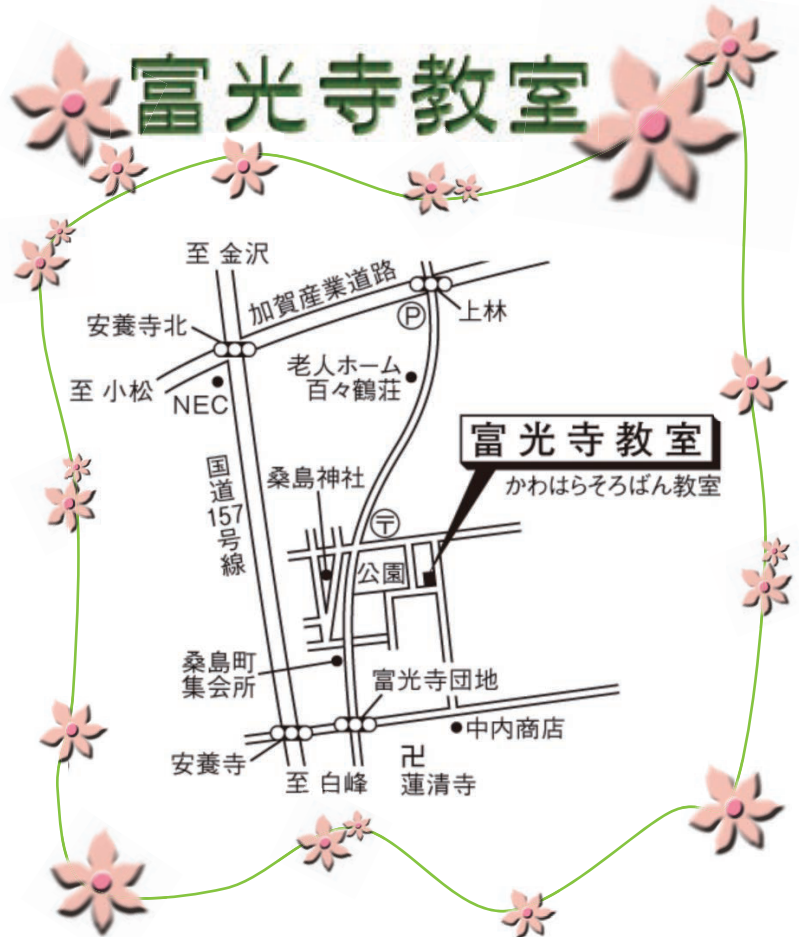 富光寺教室
至 金沢
加賀産業道路
安養寺北
Ⓟ
上林
老人ホーム
百々鶴荘
至 小松
NEC
富光寺教室
かわはらそろばん教室
国道157号線
桑島神社
〒
公園
桑島町
集会所
富光寺団地
中内商店
安養寺
至 白峰
卍
蓮清寺